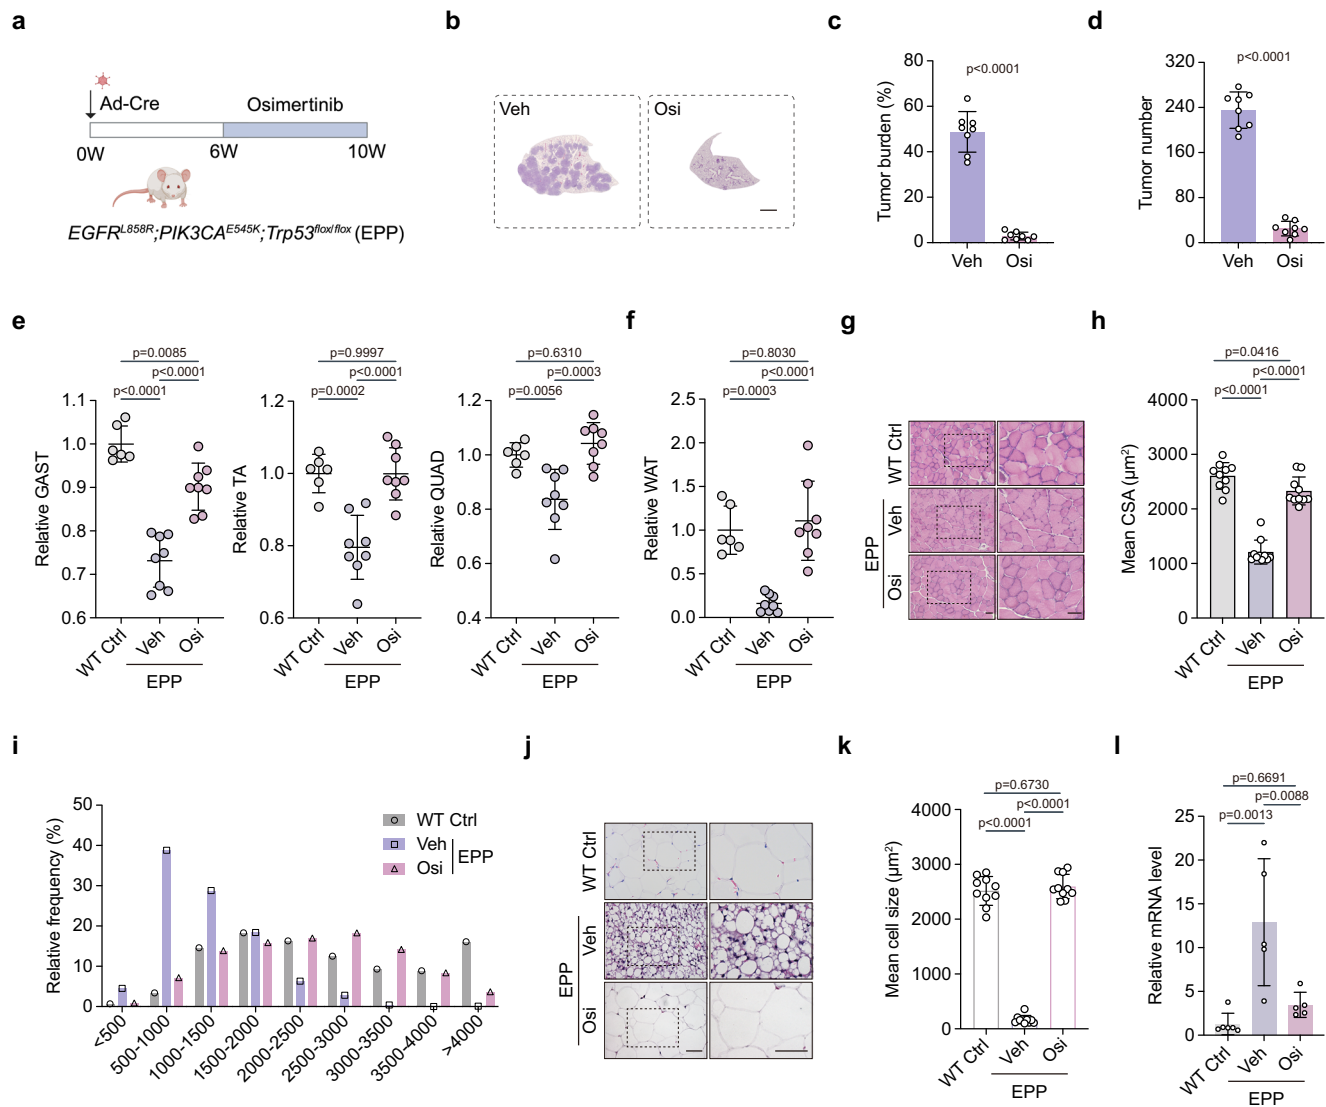 a
Ad-Cre
Osimertinib
0W
6W
10W
EGFR^L858R;PIK3CA^E545K;Trp53^flox/flox (EPP)
b
Veh
Osi
c
Tumor burden (%)
p<0.0001
80
60
40
20
0
Veh
Osi
d
Tumor number
p<0.0001
320
240
160
80
0
Veh
Osi
e
Relative GAST
p=0.0085
p<0.0001
p<0.0001
1.1
1.0
0.9
0.8
0.7
0.6
WT Ctrl
Veh
Osi
EPP
Relative TA
p=0.9997
p<0.0001
p=0.0002
1.2
1.0
0.8
0.6
WT Ctrl
Veh
Osi
EPP
Relative QUAD
p=0.6310
p=0.0003
p=0.0056
1.2
1.0
0.8
0.6
0.4
WT Ctrl
Veh
Osi
EPP
f
Relative WAT
p=0.8030
p<0.0001
p=0.0003
2.5
2.0
1.5
1.0
0.5
0.0
WT Ctrl
Veh
Osi
EPP
g
WT Ctrl
Veh
Osi
EPP
h
Mean CSA (µm²)
p=0.0416
p<0.0001
p<0.0001
4000
3000
2000
1000
0
WT Ctrl
Veh
Osi
EPP
i
Relative frequency (%)
50
40
30
20
10
0
WT Ctrl
Veh
Osi
EPP
<500
500-1000
1000-1500
1500-2000
2000-2500
2500-3000
3000-3500
3500-4000
>4000
j
WT Ctrl
Veh
Osi
EPP
k
Mean cell size (µm²)
p=0.6730
p<0.0001
p<0.0001
4000
3000
2000
1000
0
WT Ctrl
Veh
Osi
EPP
l
Relative mRNA level
p=0.6691
p=0.0088
p=0.0013
25
20
15
10
5
0
WT Ctrl
Veh
Osi
EPP